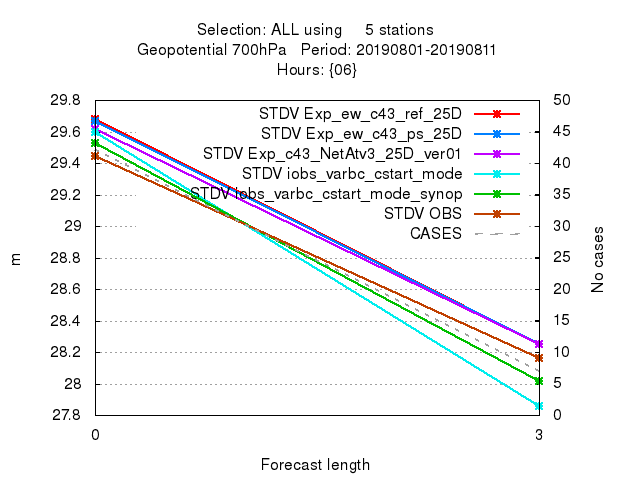 Selection: ALL using 5 stations
Geopotential 700hPa Period: 20190801-20190811
Hours: {06}
29.8
29.6
29.4
29.2
29
28.8
28.6
28.4
28.2
28
27.8
50
45
40
35
30
25
20
15
10
5
0
STDV Exp_ew_c43_ref_25D
STDV Exp_ew_c43_ps_25D
STDV Exp_c43_NetAtv3_25D_ver01
STDV iobs_varbc_cstart_mode
STDV iobs_varbc_cstart_mode_synop
STDV OBS
CASES
m
No cases
0
3
Forecast length